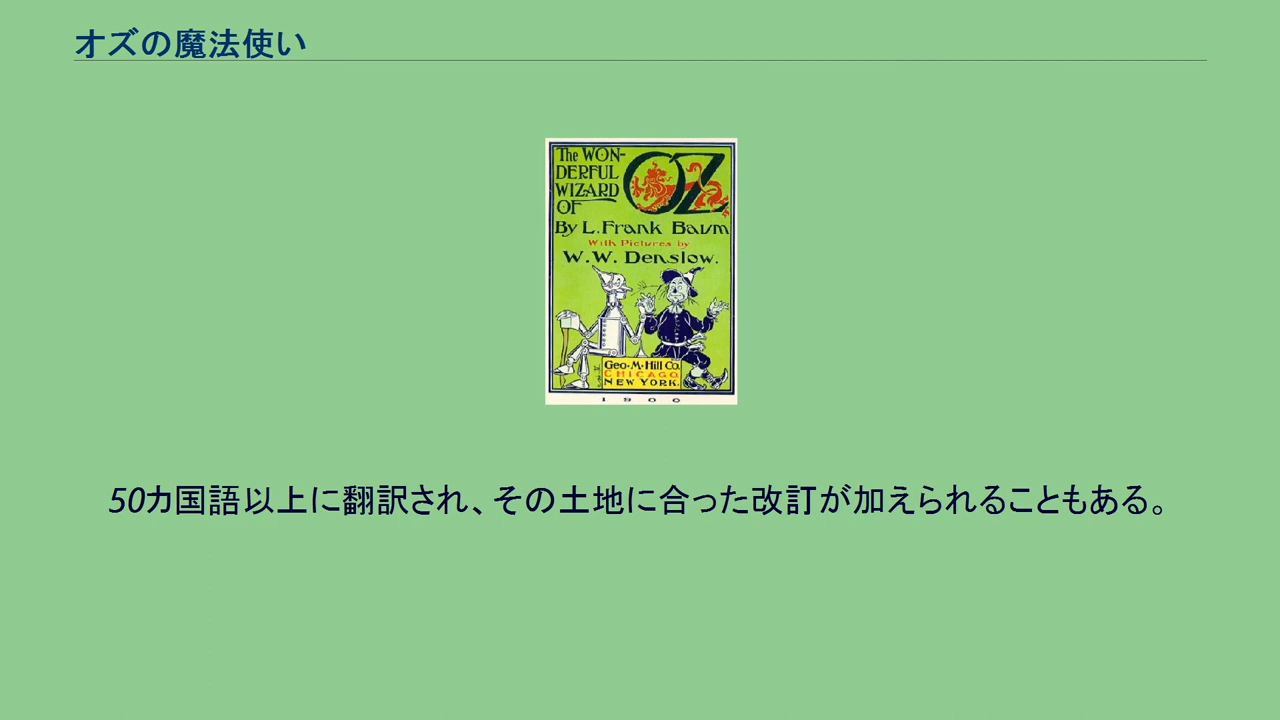 オズの魔法使い
The WON-
DERFUL
WIZARD
OF
OZ
By L. Frank Baum
With Pictures by
W. W. Denslow.
Geo. M. Hill Co.
CHICAGO.
NEW YORK.
1900
50カ国語以上に翻訳され、その土地に合った改訂が加えられることもある。